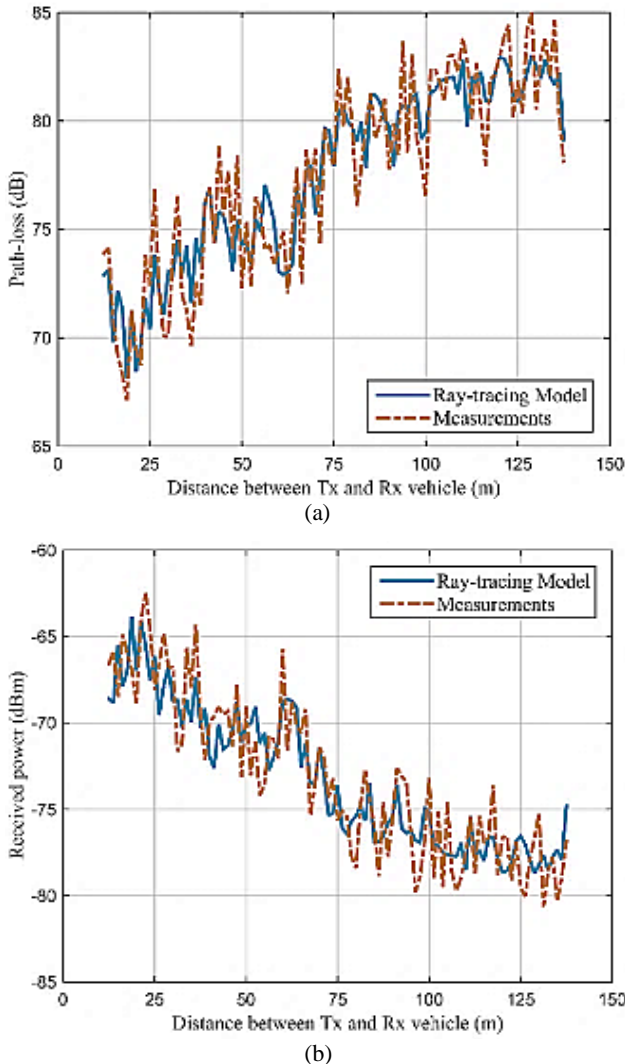 85
80
75
70
65
Path-loss (dB)
Ray-tracing Model
Measurements
0 25 50 75 100 125 150
Distance between Tx and Rx vehicle (m)
(a)
-60
-65
-70
-75
-80
-85
Received power (dBm)
Ray-tracing Model
Measurements
0 25 50 75 100 125 150
Distance between Tx and Rx vehicle (m)
(b)